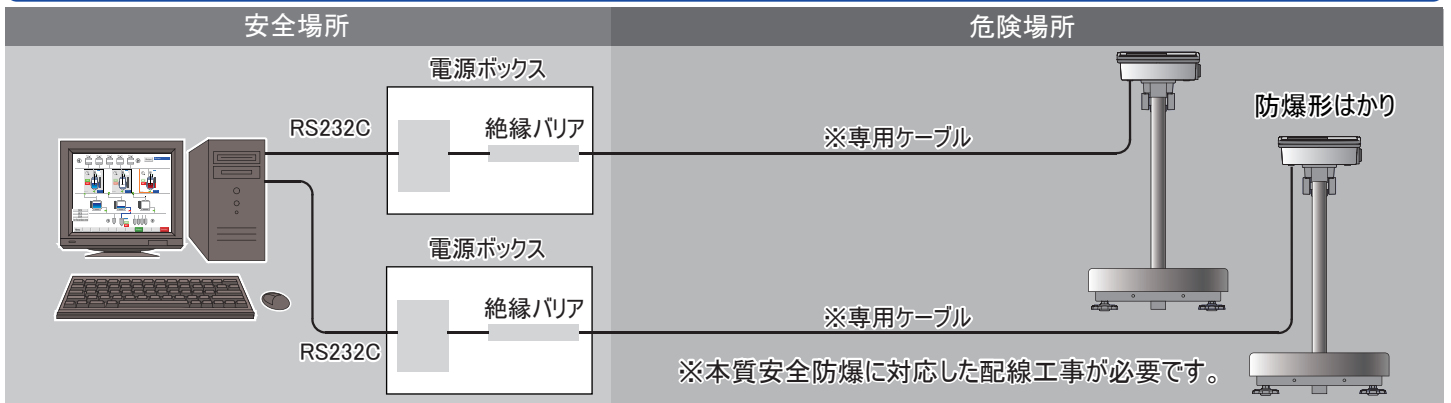 安全場所
危険場所
電源ボックス
防爆形はかり
RS232C
絶縁バリア
※専用ケーブル
電源ボックス
絶縁バリア
※専用ケーブル
RS232C
※本質安全防爆に対応した配線工事が必要です。